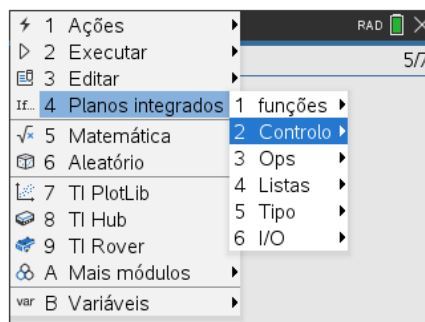 1 Ações
RAD
2 Executar
5/7
3 Editar
If... 4 Planos integrados
1 funções
√x 5 Matemática
2 Controlo
6 Aleatório
3 Ops
7 TI PlotLib
4 Listas
8 TI Hub
5 Tipo
9 TI Rover
6 I/O
A Mais módulos
var B Variáveis